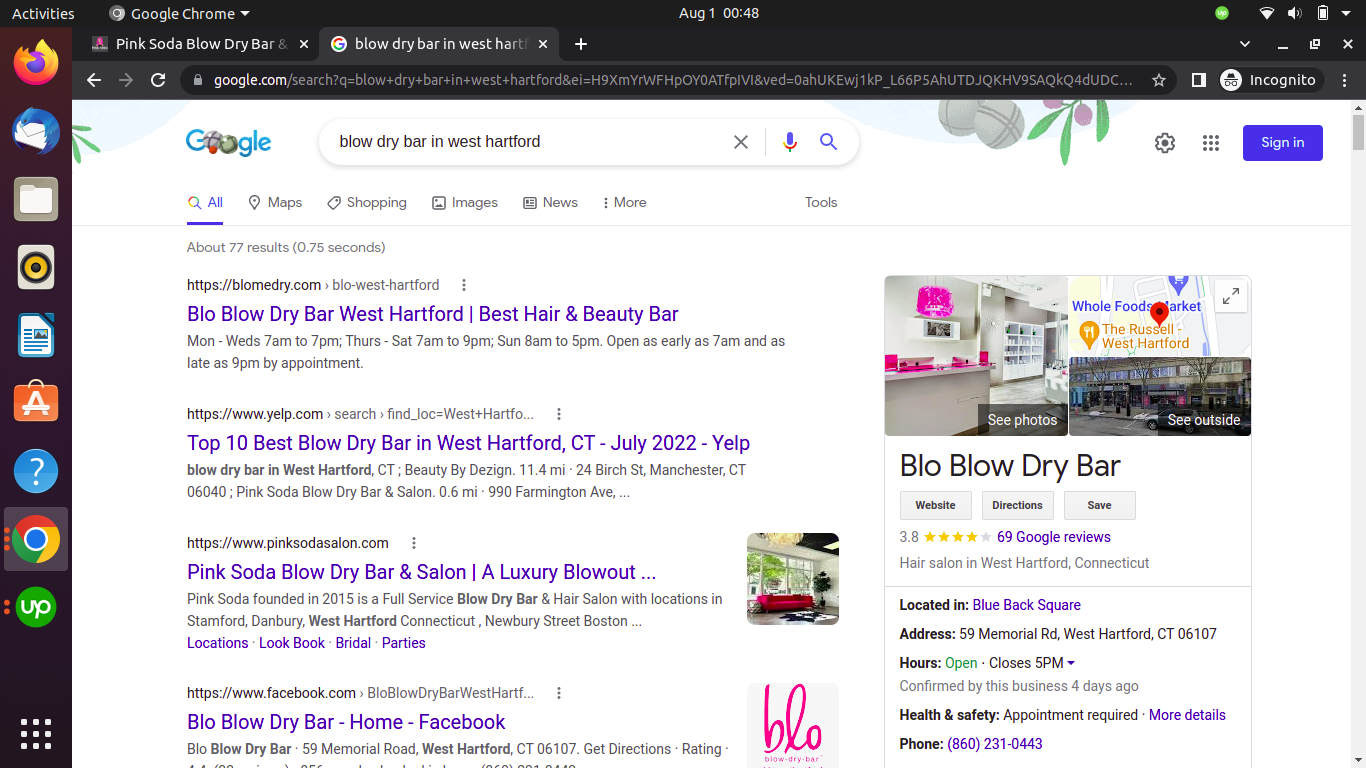 Activities
Google Chrome
Aug 1 00:48
Pink Soda Blow Dry Bar &
blow dry bar in west hartf
google.com/search?q=blow+dry+bar+in+west+hartford&ei=H9XmYrWFHpOY0ATfpIVI&ved=0ahUKEwj1kP_L66P5AhUTDJQKHV9SAQkQ4dUDC...
Incognito
Google
blow dry bar in west hartford
Sign in
All
Maps
Shopping
Images
News
More
Tools
About 77 results (0.75 seconds)
https://blomedry.com › blo-west-hartford
Blo Blow Dry Bar West Hartford | Best Hair & Beauty Bar
Mon - Weds 7am to 7pm; Thurs - Sat 7am to 9pm; Sun 8am to 5pm. Open as early as 7am and as
late as 9pm by appointment.
https://www.yelp.com › search › find_loc=West+Hartfo...
Top 10 Best Blow Dry Bar in West Hartford, CT - July 2022 - Yelp
blow dry bar in West Hartford, CT ; Beauty By Dezign. 11.4 mi · 24 Birch St, Manchester, CT
06040 ; Pink Soda Blow Dry Bar & Salon. 0.6 mi · 990 Farmington Ave, ...
https://www.pinksodasalon.com
Pink Soda Blow Dry Bar & Salon | A Luxury Blowout ...
Pink Soda founded in 2015 is a Full Service Blow Dry Bar & Hair Salon with locations in
Stamford, Danbury, West Hartford Connecticut , Newbury Street Boston ...
Locations · Look Book · Bridal · Parties
https://www.facebook.com › BloBlowDryBarWestHartf...
Blo Blow Dry Bar - Home - Facebook
Blo Blow Dry Bar · 59 Memorial Road, West Hartford, CT 06107. Get Directions · Rating ·
blo
blow-dry-bar
Whole Foods Market
The Russell -
West Hartford
See photos
See outside
Blo Blow Dry Bar
Website
Directions
Save
3.8
69 Google reviews
Hair salon in West Hartford, Connecticut
Located in: Blue Back Square
Address: 59 Memorial Rd, West Hartford, CT 06107
Hours: Open · Closes 5PM
Confirmed by this business 4 days ago
Health & safety: Appointment required · More details
Phone: (860) 231-0443
up